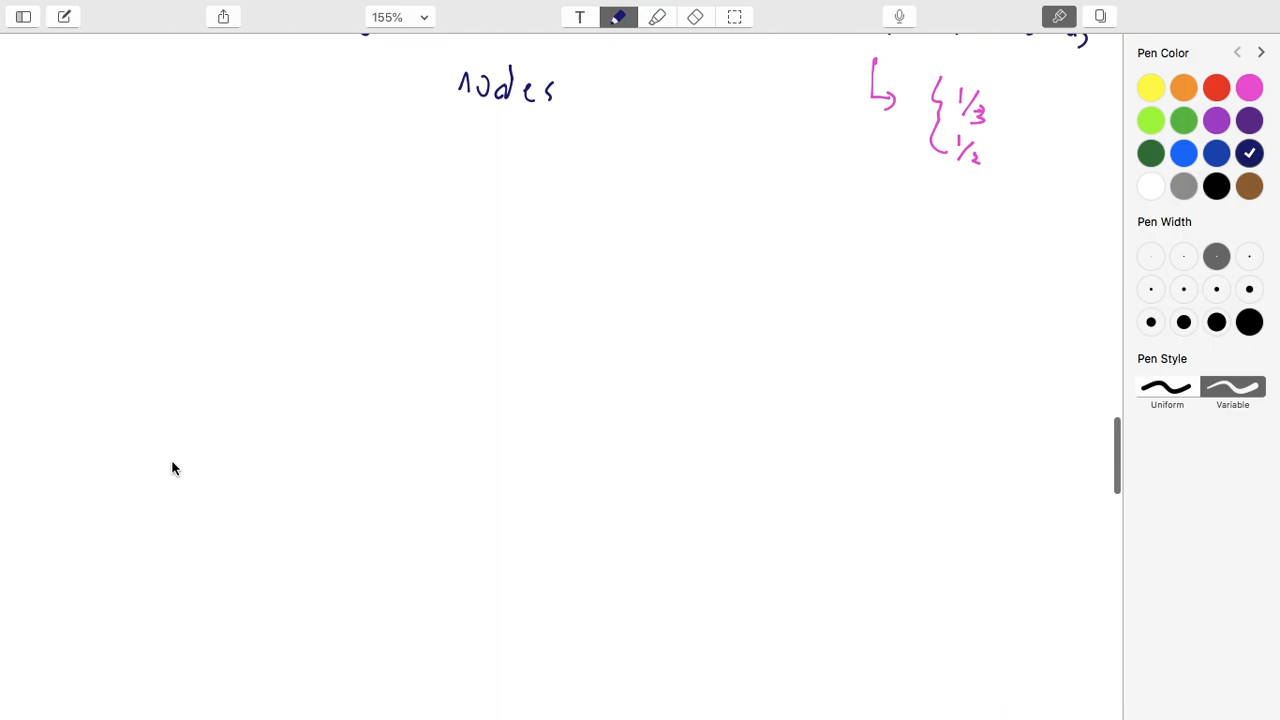 155%
T
Pen Color
nodes
1/3
1/2
Pen Width
Pen Style
Uniform Variable